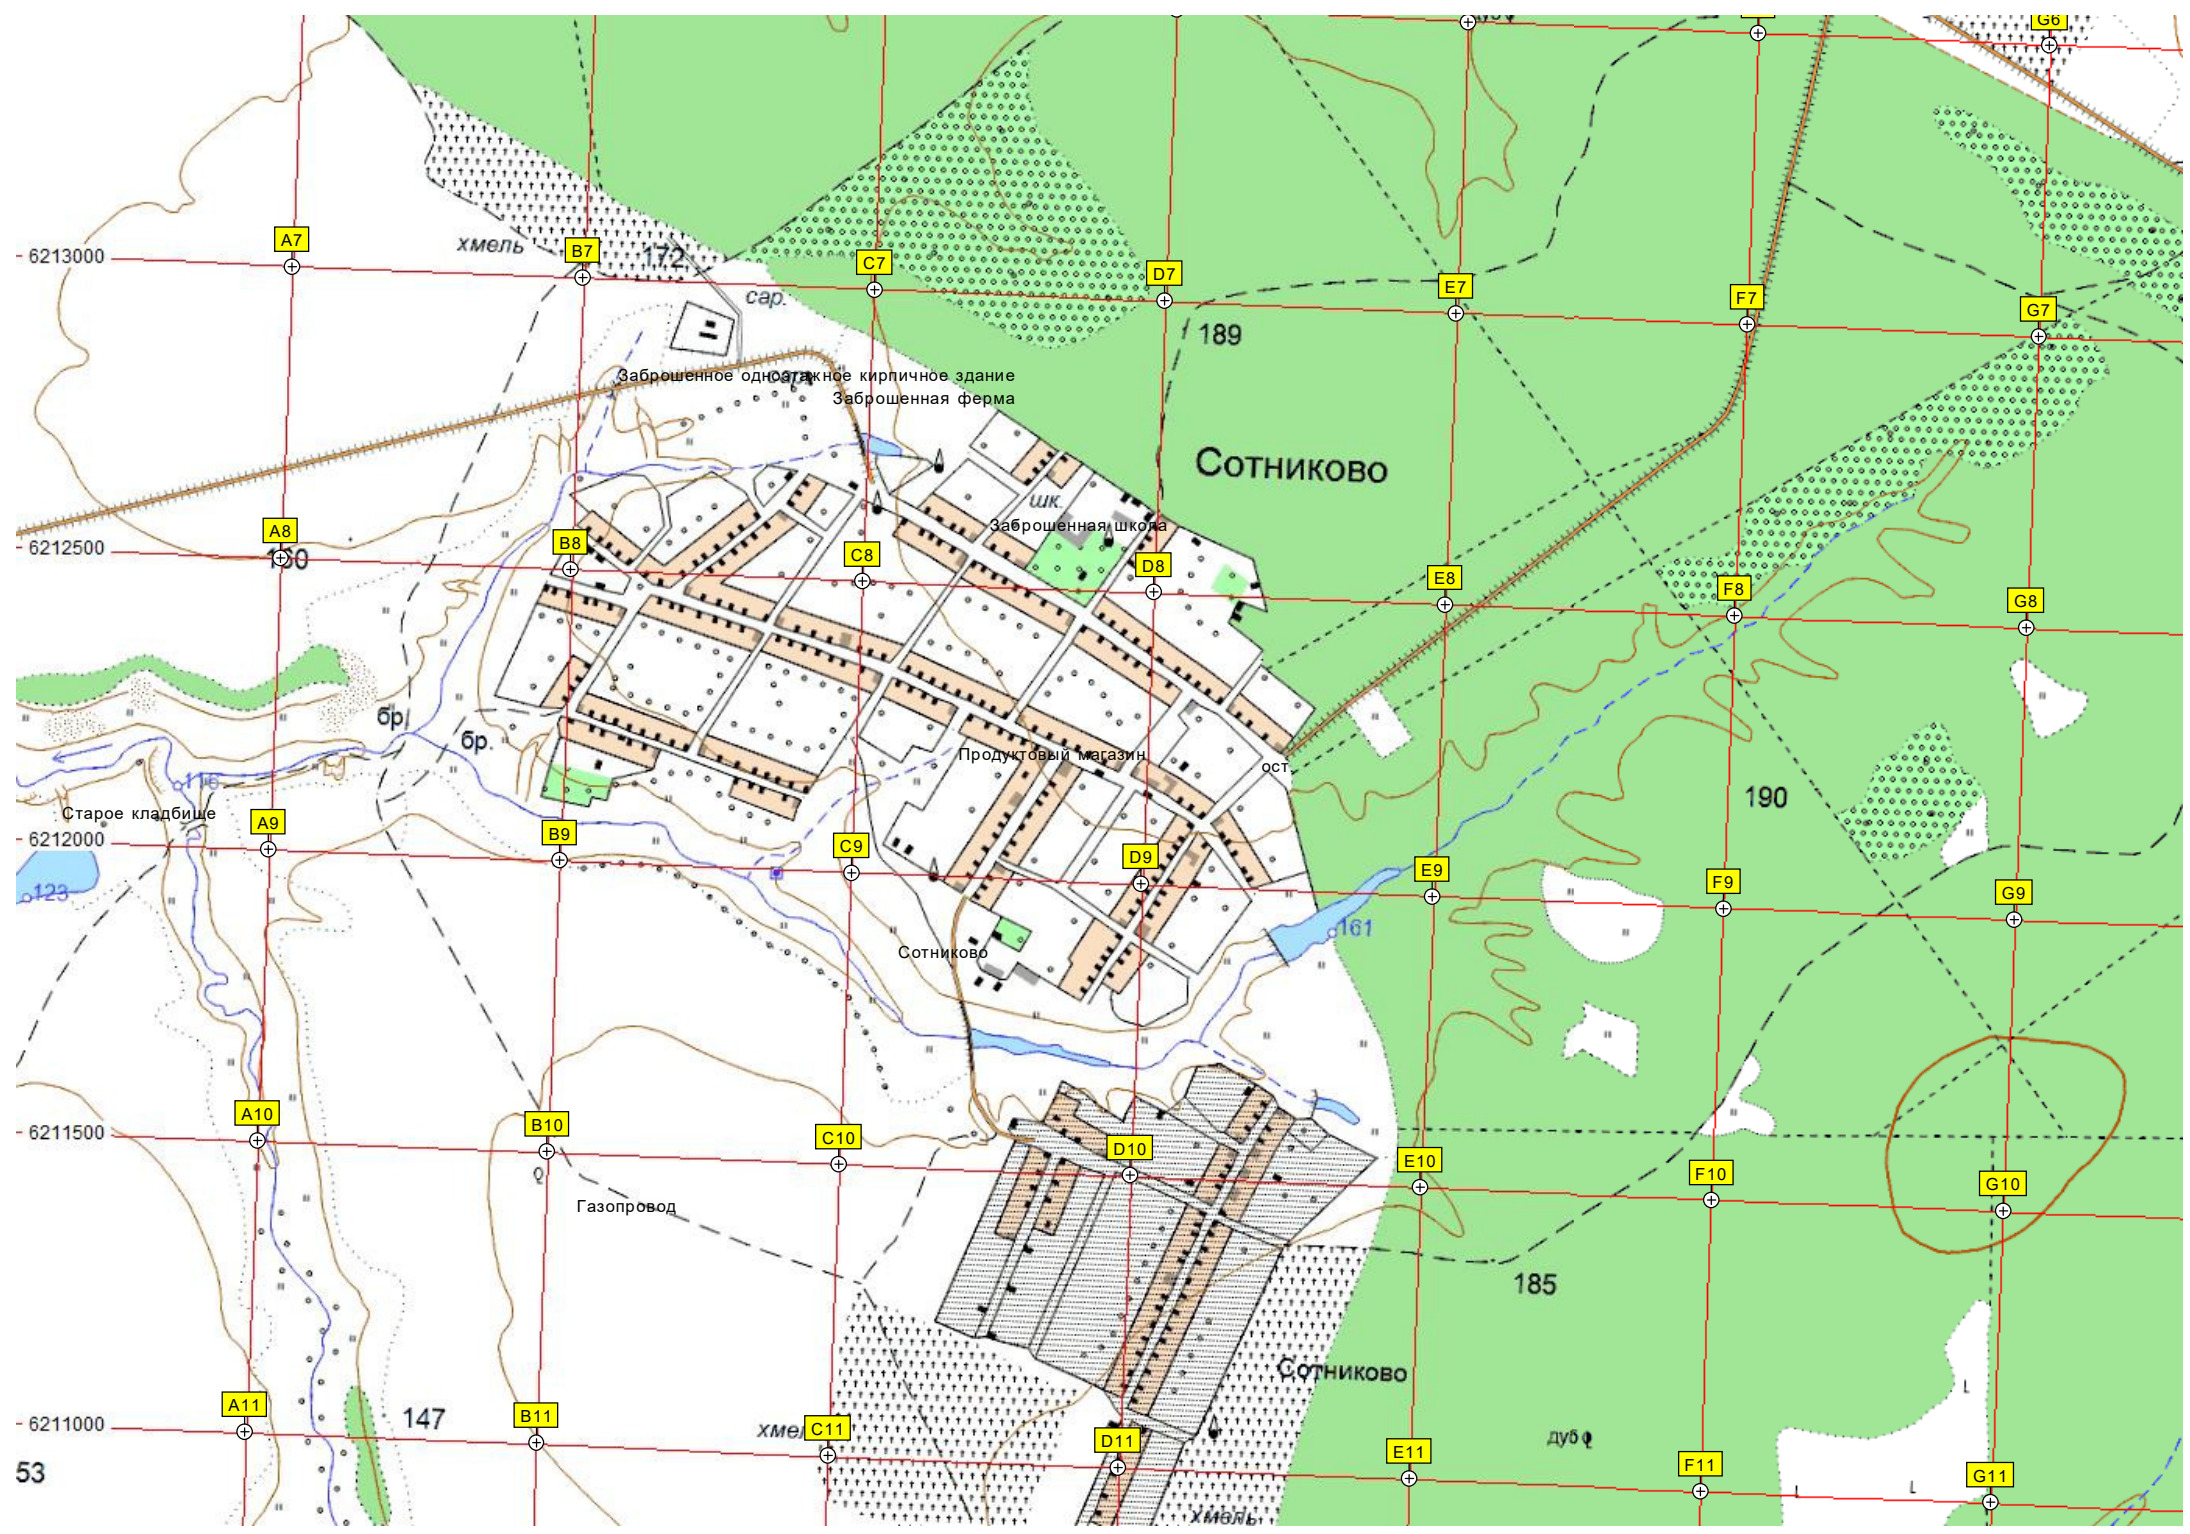 G6
A7
B7
C7
D7
E7
F7
G7
6213000
хмель
172
сар.
189
Заброшенное одноэтажное кирпичное здание
Заброшенная ферма
Сотниково
шк.
Заброшенная школа
6212500
A8
B8
C8
D8
E8
F8
G8
бр.
бр.
Продуктовый магазин
ост.
190
Старое кладбище
6212000
A9
B9
C9
D9
E9
F9
G9
123
161
Сотниково
6211500
A10
B10
C10
D10
E10
F10
G10
Газопровод
185
Сотниково
6211000
A11
B11
C11
D11
E11
F11
G11
147
дуб
53
хмель